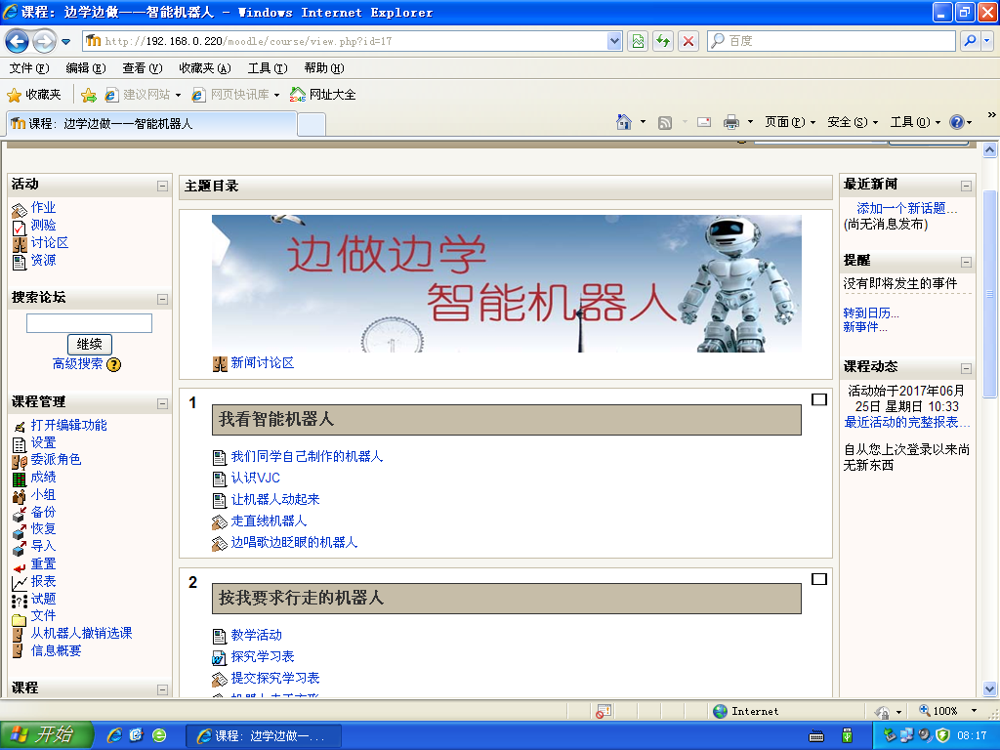 课程: 边学边做——智能机器人 - Windows Internet Explorer
http://192.168.0.220/moodle/course/view.php?id=17
百度
文件(F) 编辑(E) 查看(V) 收藏夹(A) 工具(T) 帮助(H)
收藏夹 建议网站 网页快讯库 网址大全
课程: 边学边做——智能机器人
页面(P) 安全(S) 工具(O)
活动
作业
测验
讨论区
资源
搜索论坛
继续
高级搜索
课程管理
打开编辑功能
设置
委派角色
成绩
小组
备份
恢复
导入
重置
报表
试题
文件
从机器人撤销选课
信息概要
课程
主题目录
边做边学
智能机器人
新闻讨论区
1
我看智能机器人
我们同学自己制作的机器人
认识VJC
让机器人动起来
走直线机器人
边唱歌边眨眼的机器人
2
按我要求行走的机器人
教学活动
探究学习表
提交探究学习表
最近新闻
添加一个新话题...
(尚无消息发布)
提醒
没有即将发生的事件
转到日历...
新事件...
课程动态
活动始于2017年06月
25日 星期日 10:33
最近活动的完整报表...
自从您上次登录以来尚
无新东西
Internet
100%
开始
课程: 边学边做一...
08:17